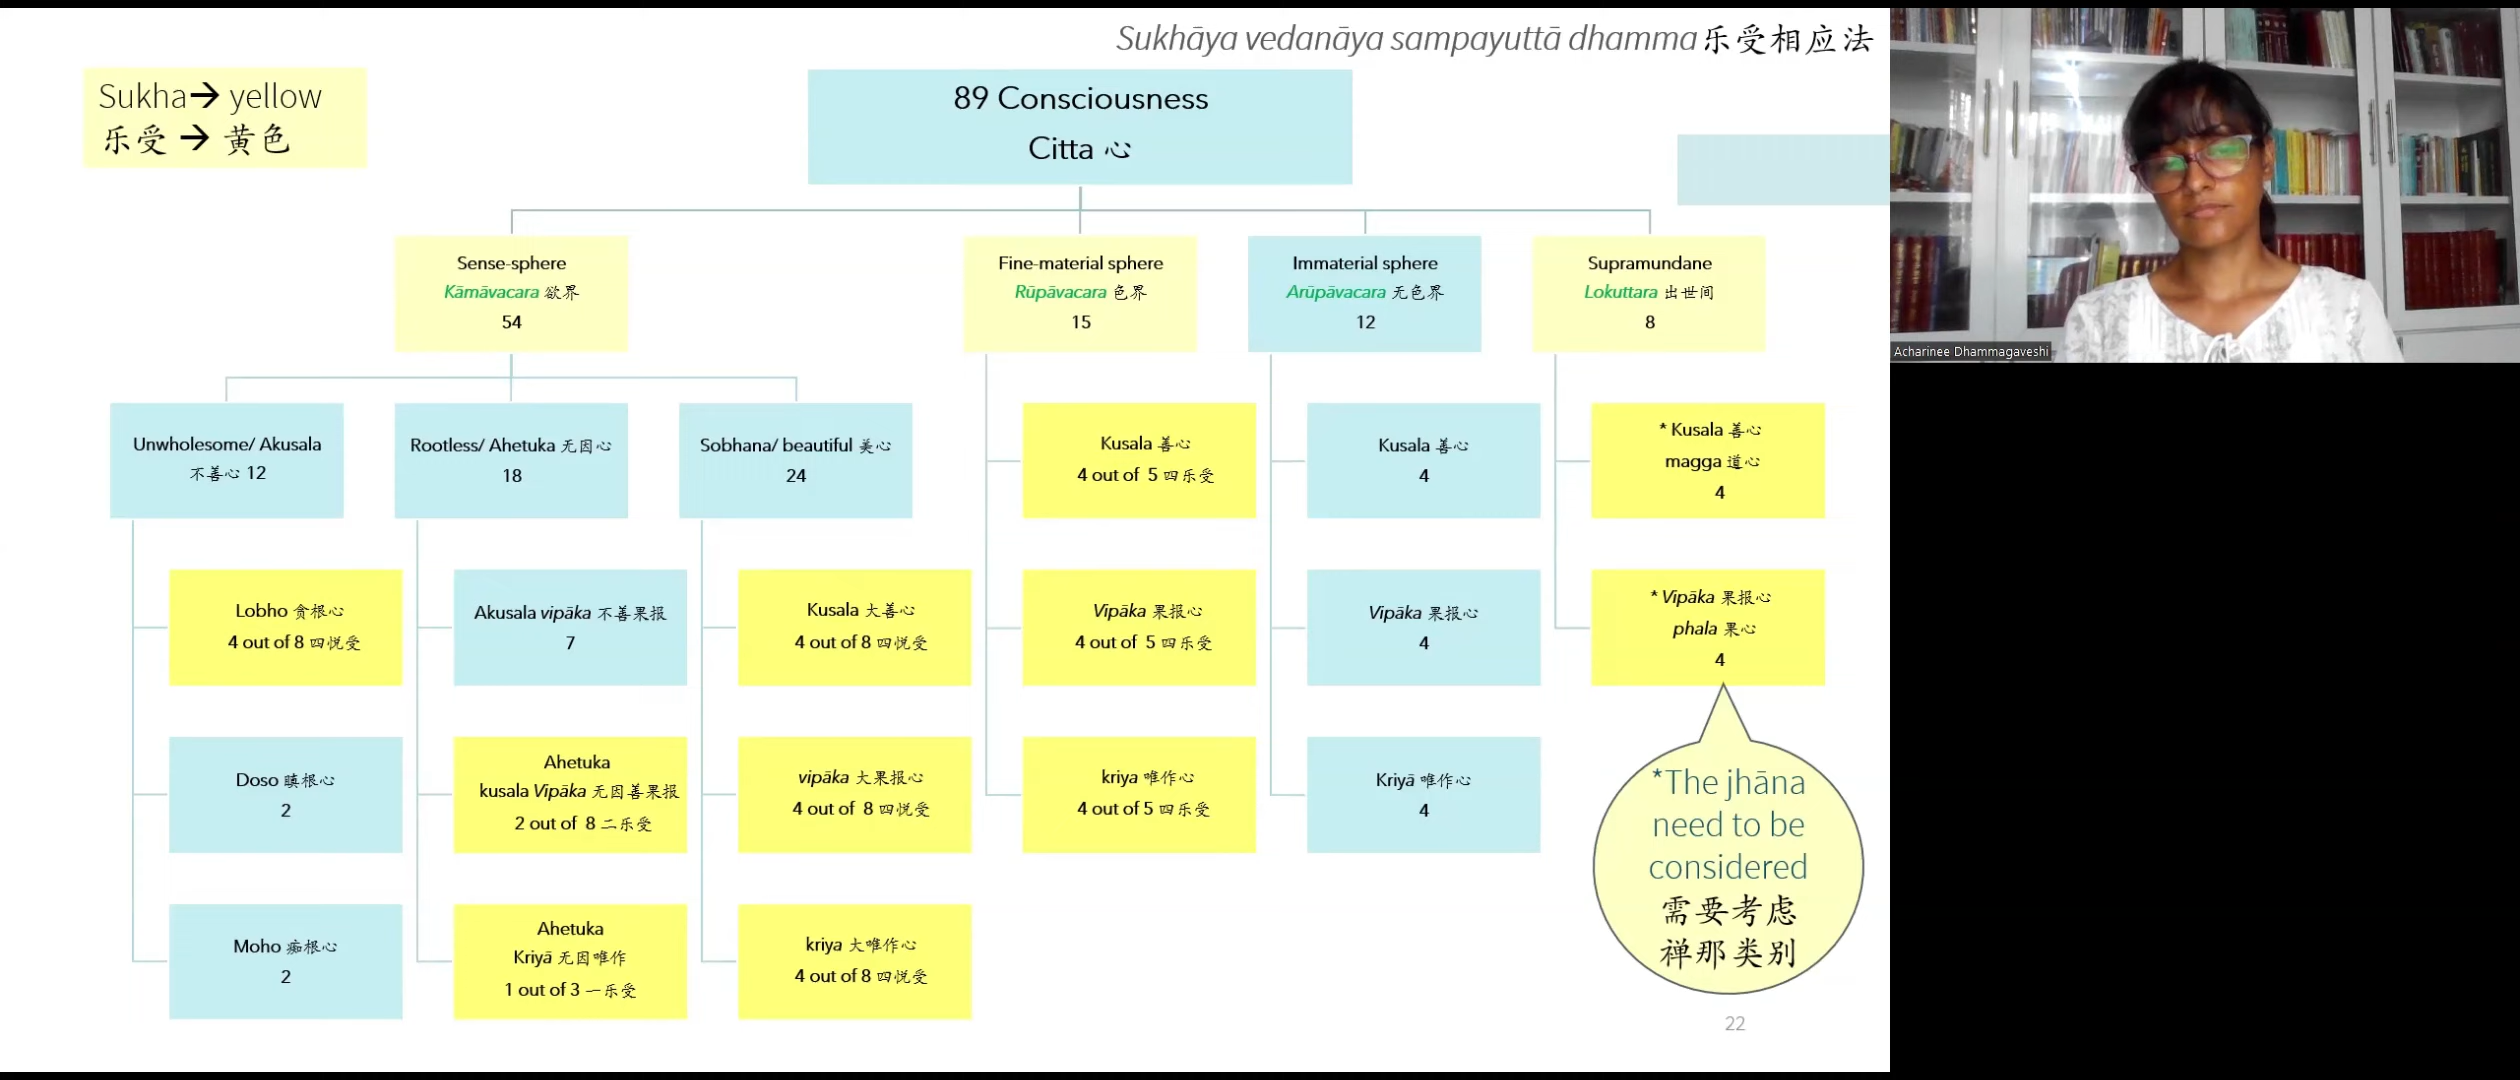 Sukhāya vedanāya sampayuttā dhamma乐受相应法
Sukha→ yellow
乐受 → 黄色
89 Consciousness
Citta 心
Sense-sphere
Kāmāvacara 欲界
54
Fine-material sphere
Rūpāvacara 色界
15
Immaterial sphere
Arūpāvacara 无色界
12
Supramundane
Lokuttara 出世间
8
Unwholesome/ Akusala
不善心 12
Rootless/ Ahetuka 无因心
18
Sobhana/ beautiful 美心
24
Kusala 善心
4 out of 5 四乐受
Kusala 善心
4
* Kusala 善心
magga 道心
4
Lobho 贪根心
4 out of 8 四悦受
Akusala vipāka 不善果报
7
Kusala 大善心
4 out of 8 四悦受
Vipāka 果报心
4 out of 5 四乐受
Vipāka 果报心
4
* Vipāka 果报心
phala 果心
4
Doso 瞋根心
2
Ahetuka
kusala Vipāka 无因善果报
2 out of 8 二乐受
vipāka 大果报心
4 out of 8 四悦受
kriya 唯作心
4 out of 5 四乐受
Kriyā 唯作心
4
*The jhāna
need to be
considered
需要考虑
禅那类别
Moho 痴根心
2
Ahetuka
Kriyā 无因唯作
1 out of 3 一乐受
kriya 大唯作心
4 out of 8 四悦受
22
Acharinee Dhammagaveshi